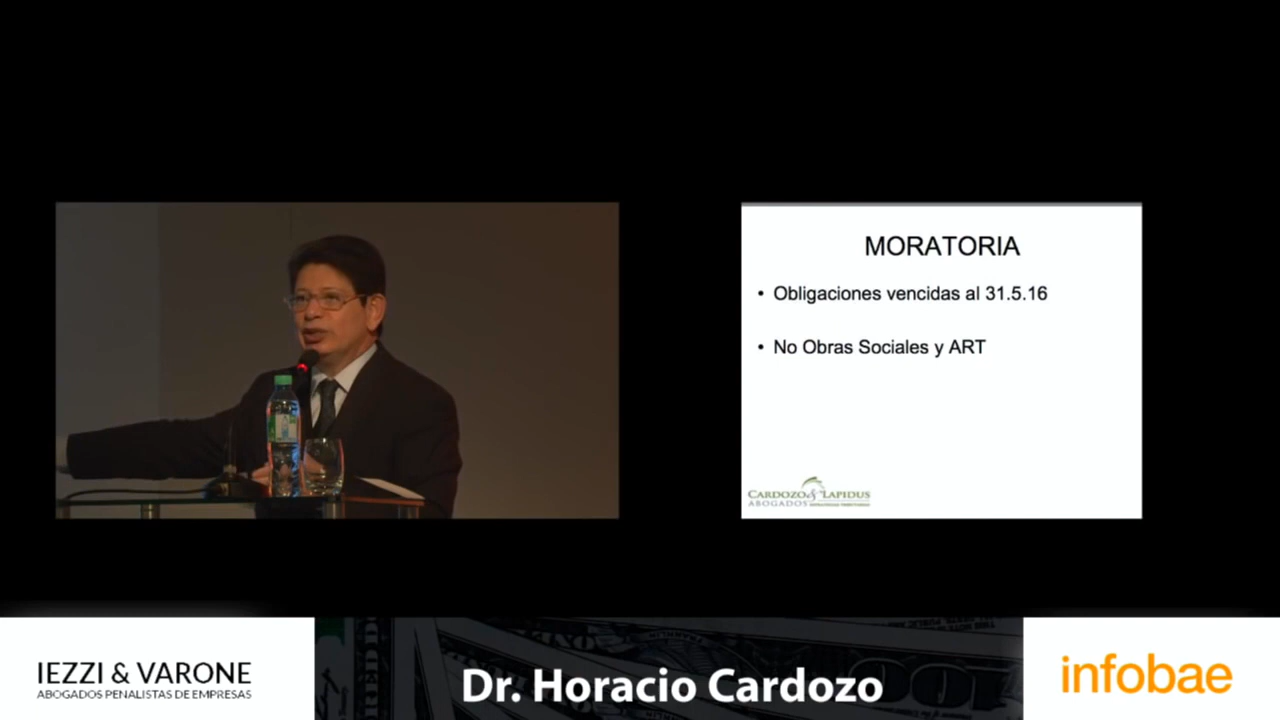 MORATORIA
• Obligaciones vencidas al 31.5.16
• No Obras Sociales y ART
CARDOZO & LAPIDUS
ABOGADOS
IEZZI & VARONE
ABOGADOS PENALISTAS DE EMPRESAS
Dr. Horacio Cardozo
infobae